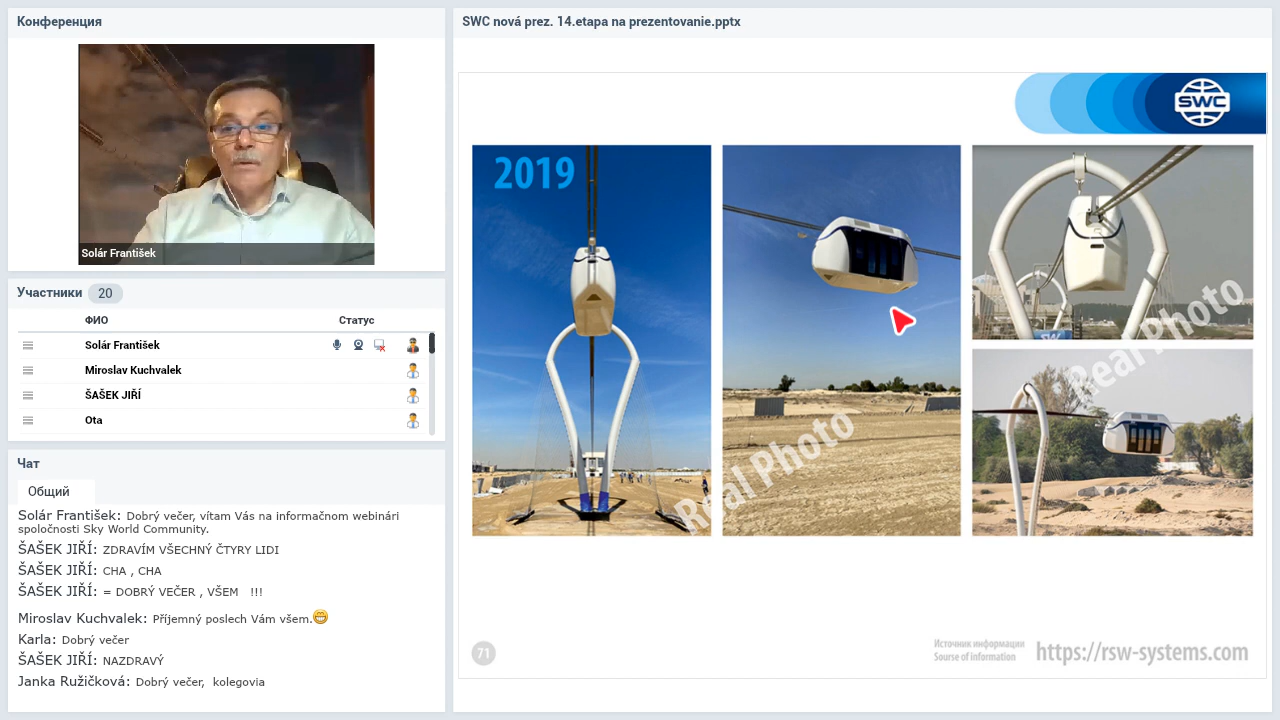 Конференция
Solár František
Участники 20
ФИО Статус
Solár František
Miroslav Kuchvalek
ŠAŠEK JIŘÍ
Ota
Чат
Общий
Solár František: Dobrý večer, vítam Vás na informačnom webinári
spoločnosti Sky World Community.
ŠAŠEK JIŘÍ: ZDRAVÍM VŠECHNÝ ČTYRY LIDI
ŠAŠEK JIŘÍ: CHA , CHA
ŠAŠEK JIŘÍ: = DOBRÝ VEČER , VŠEM !!!
Miroslav Kuchvalek: Příjemný poslech Vám všem.😁
Karla: Dobrý večer
ŠAŠEK JIŘÍ: NAZDRAVÝ
Janka Ružičková: Dobrý večer, kolegovia
SWC nová prez. 14.etapa na prezentovanie.pptx
SWC
2019
Real Photo
Real Photo
SWC
71
Источник информации
Sourse of information
https://rsw-systems.com